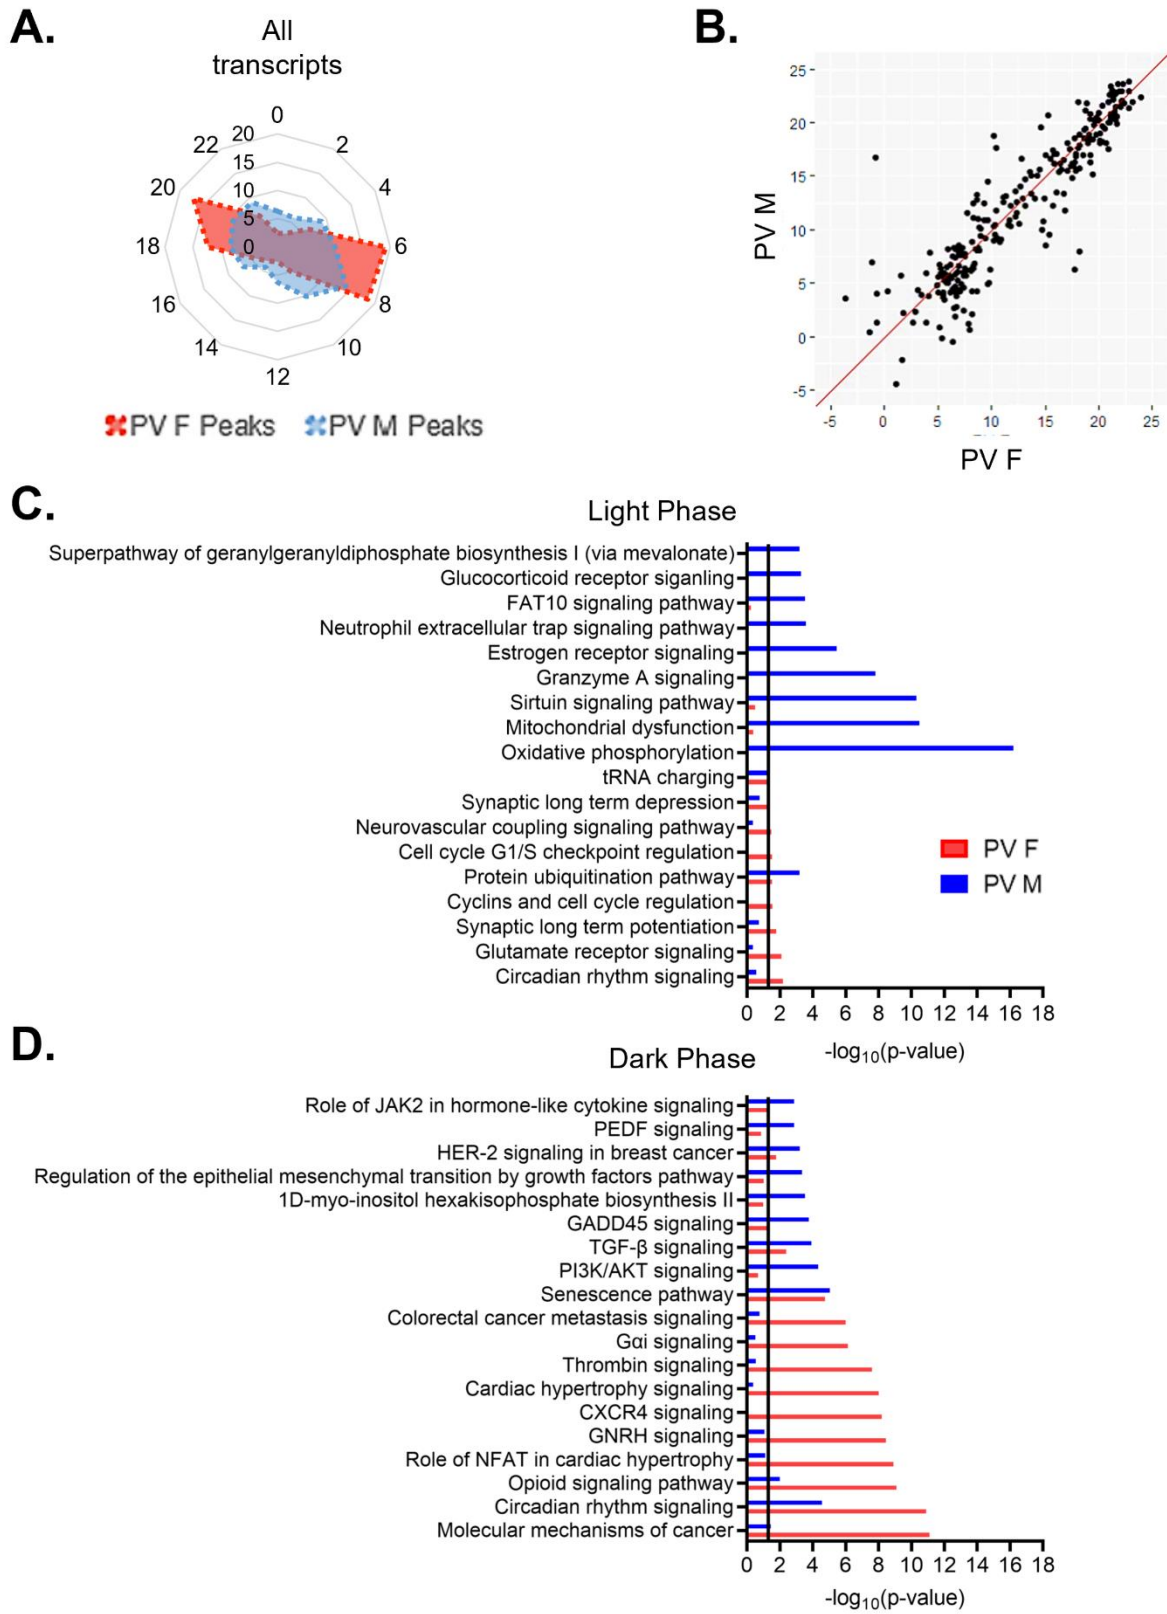 A.
All
transcripts
0
2
4
6
8
10
12
14
16
18
20
22
20
15
10
5
0
PV F Peaks
PV M Peaks
B.
PV M
25
20
15
10
5
0
-5
-5
0
5
10
15
20
25
PV F
C.
Light Phase
Superpathway of geranylgeranyldiphosphate biosynthesis I (via mevalonate)
Glucocorticoid receptor siganling
FAT10 signaling pathway
Neutrophil extracellular trap signaling pathway
Estrogen receptor signaling
Granzyme A signaling
Sirtuin signaling pathway
Mitochondrial dysfunction
Oxidative phosphorylation
tRNA charging
Synaptic long term depression
Neurovascular coupling signaling pathway
Cell cycle G1/S checkpoint regulation
Protein ubiquitination pathway
Cyclins and cell cycle regulation
Synaptic long term potentiation
Glutamate receptor signaling
Circadian rhythm signaling
PV F
PV M
0 2 4 6 8 10 12 14 16 18
-log₁₀(p-value)
D.
Dark Phase
Role of JAK2 in hormone-like cytokine signaling
PEDF signaling
HER-2 signaling in breast cancer
Regulation of the epithelial mesenchymal transition by growth factors pathway
1D-myo-inositol hexakisophosphate biosynthesis II
GADD45 signaling
TGF-β signaling
PI3K/AKT signaling
Senescence pathway
Colorectal cancer metastasis signaling
Gαi signaling
Thrombin signaling
Cardiac hypertrophy signaling
CXCR4 signaling
GNRH signaling
Role of NFAT in cardiac hypertrophy
Opioid signaling pathway
Circadian rhythm signaling
Molecular mechanisms of cancer
0 2 4 6 8 10 12 14 16 18
-log₁₀(p-value)